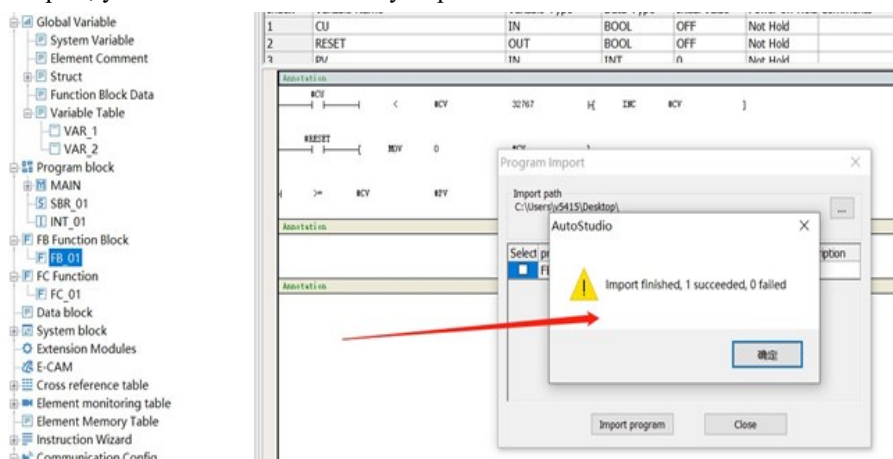 Global Variable
System Variable
Element Comment
Struct
Function Block Data
Variable Table
VAR_1
VAR_2
Program block
MAIN
SBR_01
INT_01
FB Function Block
FB_01
FC Function
FC_01
Data block
System block
Extension Modules
E-CAM
Cross reference table
Element monitoring table
Element Memory Table
Instruction Wizard
Communication Config
1 CU IN BOOL OFF Not Hold
2 RESET OUT BOOL OFF Not Hold
3 PV IN INT 0 Not Hold
Annotation
#CU
< #CV 32767 INC #CV ]
#RESET
[ MOV 0 #CV ]
>= #CV #PV
Annotation
Annotation
Program Import
Import path
C:\Users\y5415\Desktop\
...
Select
AutoStudio
Import finished, 1 succeeded, 0 failed
确定
Import program
Close